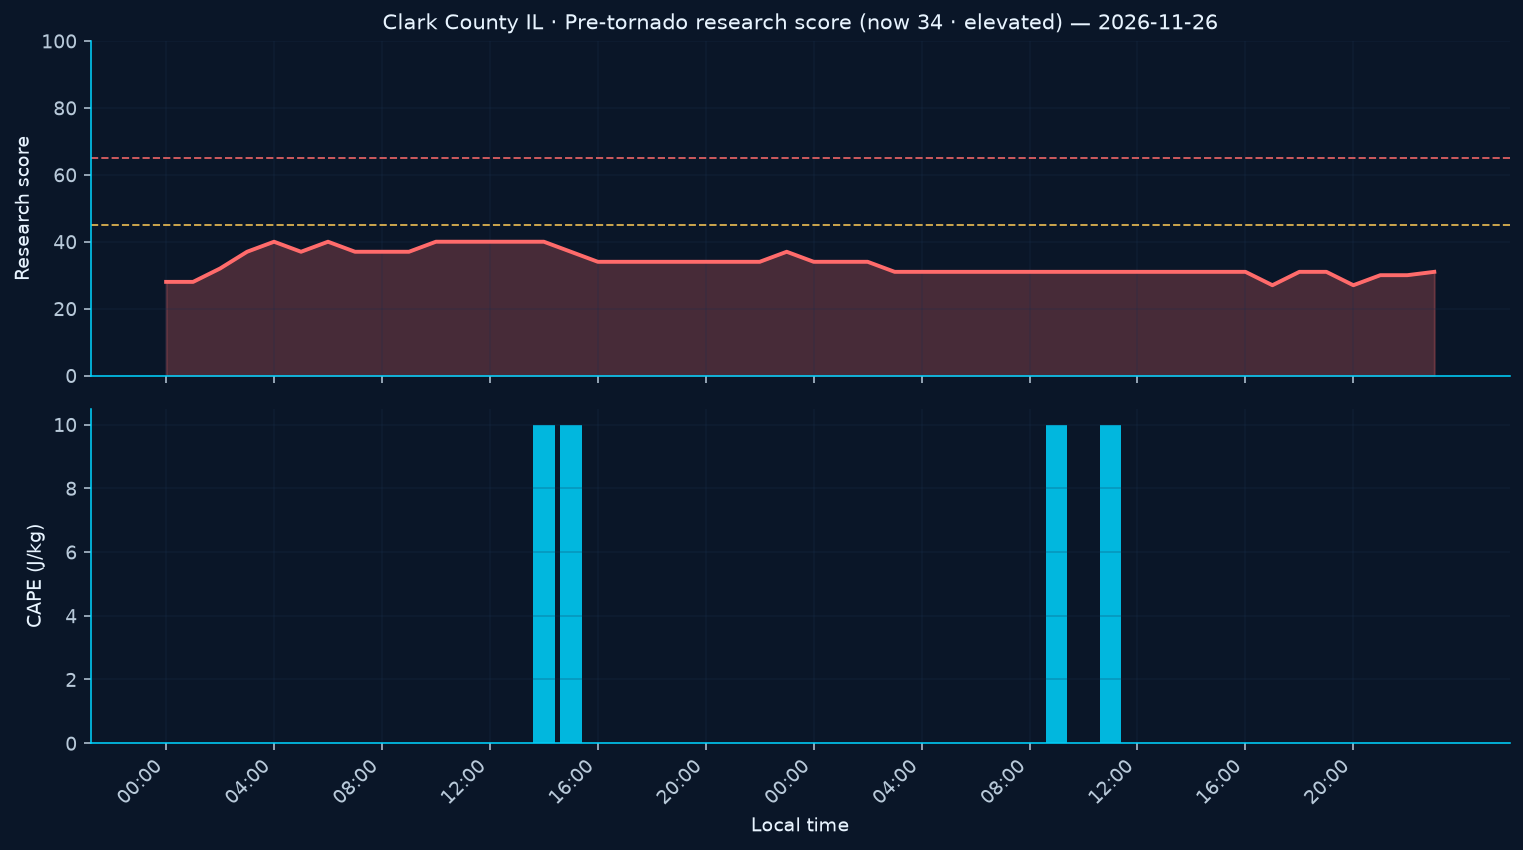 Clark County IL · Pre-tornado research score (now 34 · elevated) — 2026-11-26
Research score
100
80
60
40
20
0
CAPE (J/kg)
10
8
6
4
2
0
00:00 04:00 08:00 12:00 16:00 20:00 00:00 04:00 08:00 12:00 16:00 20:00
Local time